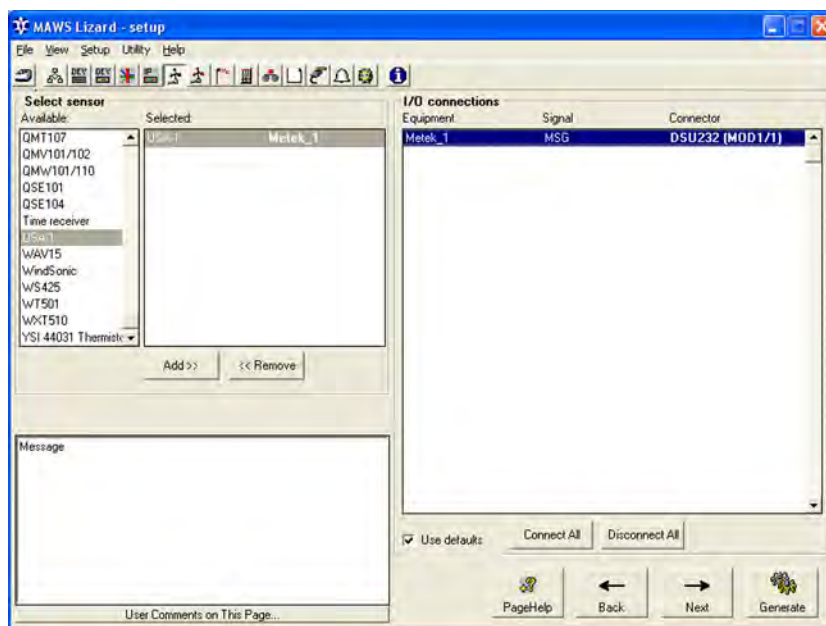 MAWS Lizard - setup
File View Setup Utility Help
DEV DEV
Select sensor
Available: Selected:
QMT107
QMV101/102
QMW101/110
QSE101
QSE104
Time receiver
USA-1
WAV15
WindSonic
WS425
WT501
WXT510
YSI 44031 Thermisto
USA-1 Metek_1
Add >> << Remove
Message
User Comments on This Page...
I/O connections
Equipment Signal Connector
Metek_1 MSG DSU232 (MOD1/1)
Use defaults Connect All Disconnect All
PageHelp Back Next Generate